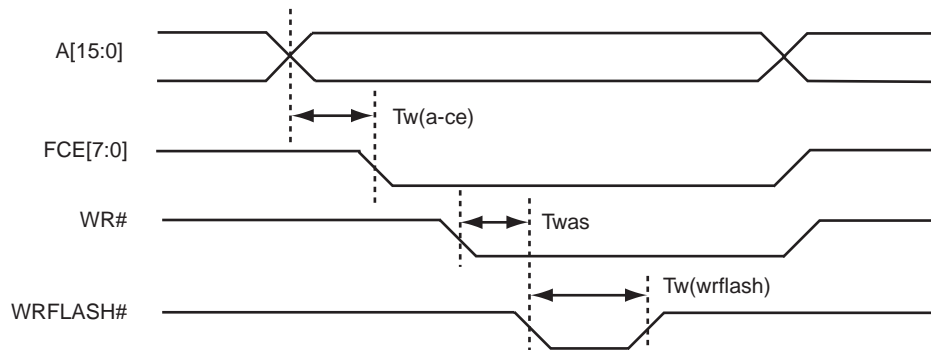 A[15:0]
Tw(a-ce)
FCE[7:0]
WR#
Twas
Tw(wrflash)
WRFLASH#